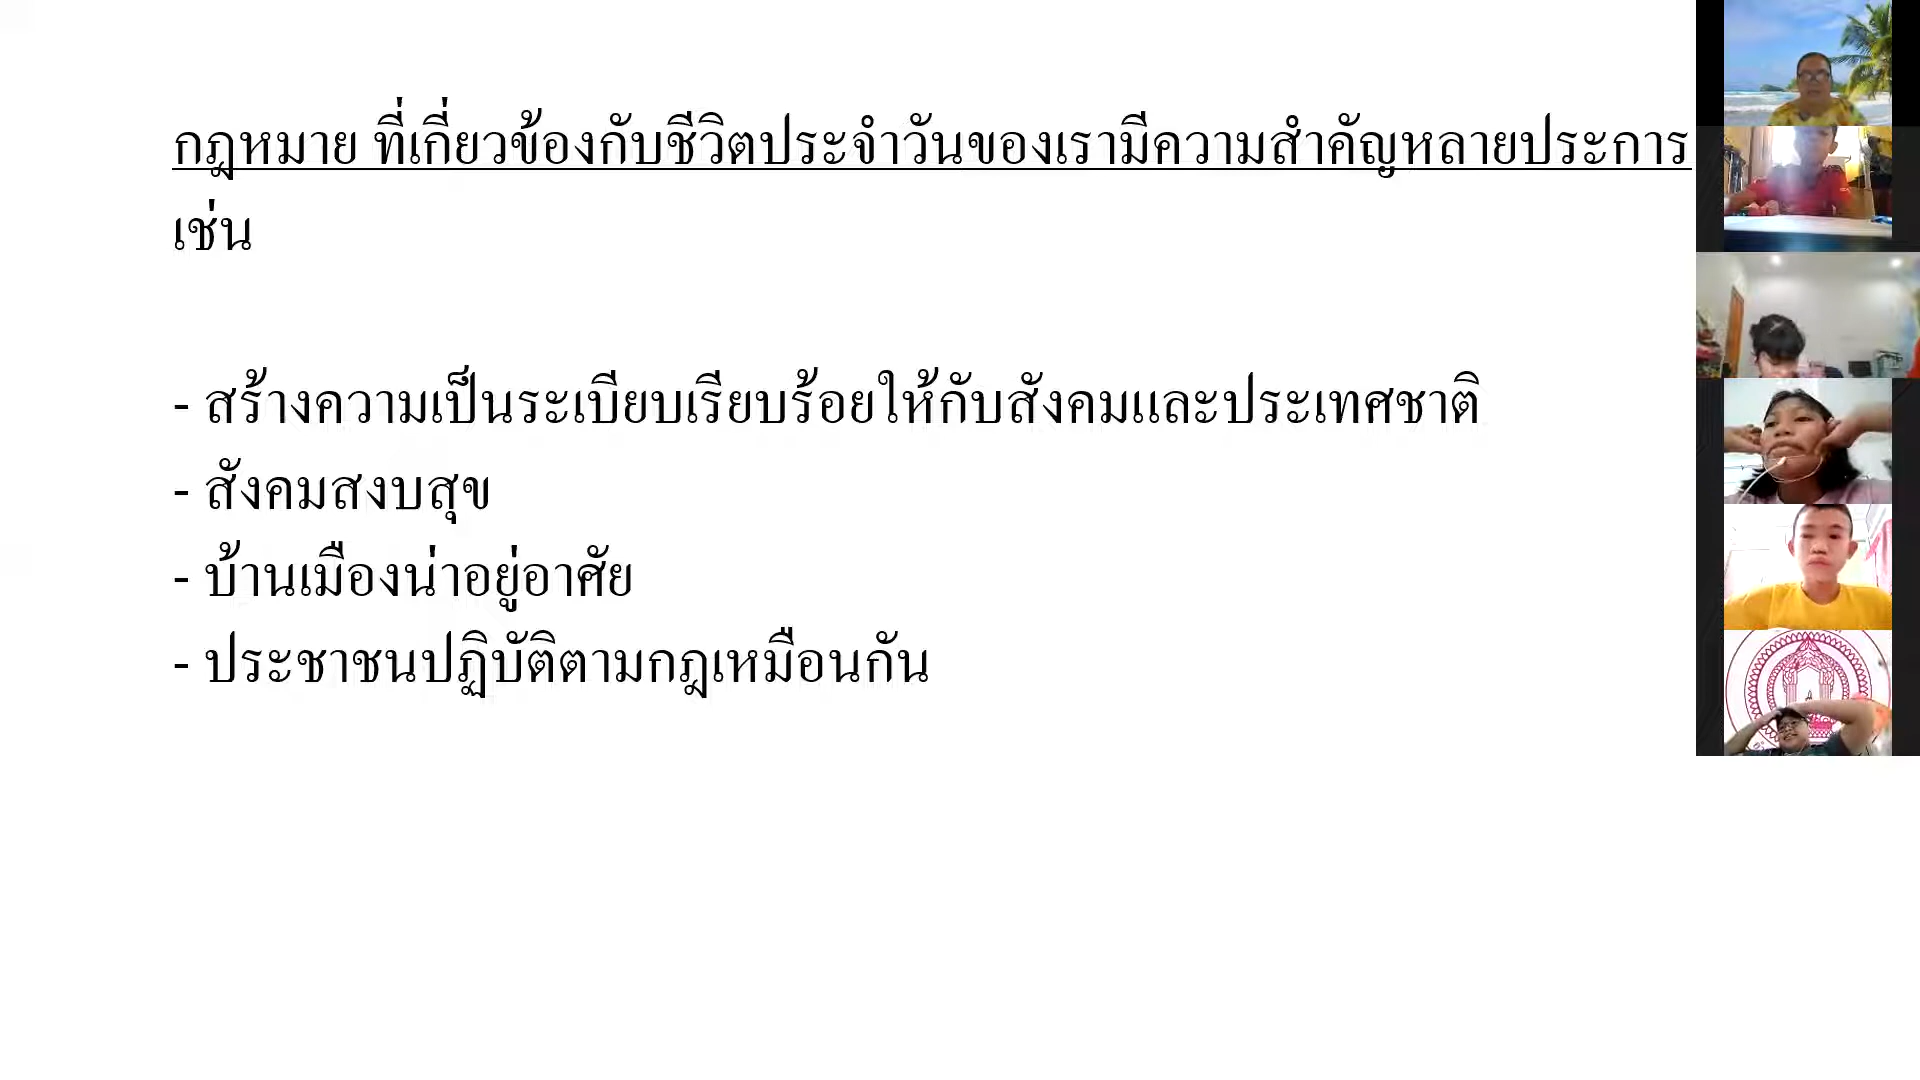 กฎหมาย ที่เกี่ยวข้องกับชีวิตประจำวันของเรามีความสำคัญหลายประการ
เช่น
- สร้างความเป็นระเบียบเรียบร้อยให้กับสังคมและประเทศชาติ
- สังคมสงบสุข
- บ้านเมืองน่าอยู่อาศัย
- ประชาชนปฏิบัติตามกฎเหมือนกัน